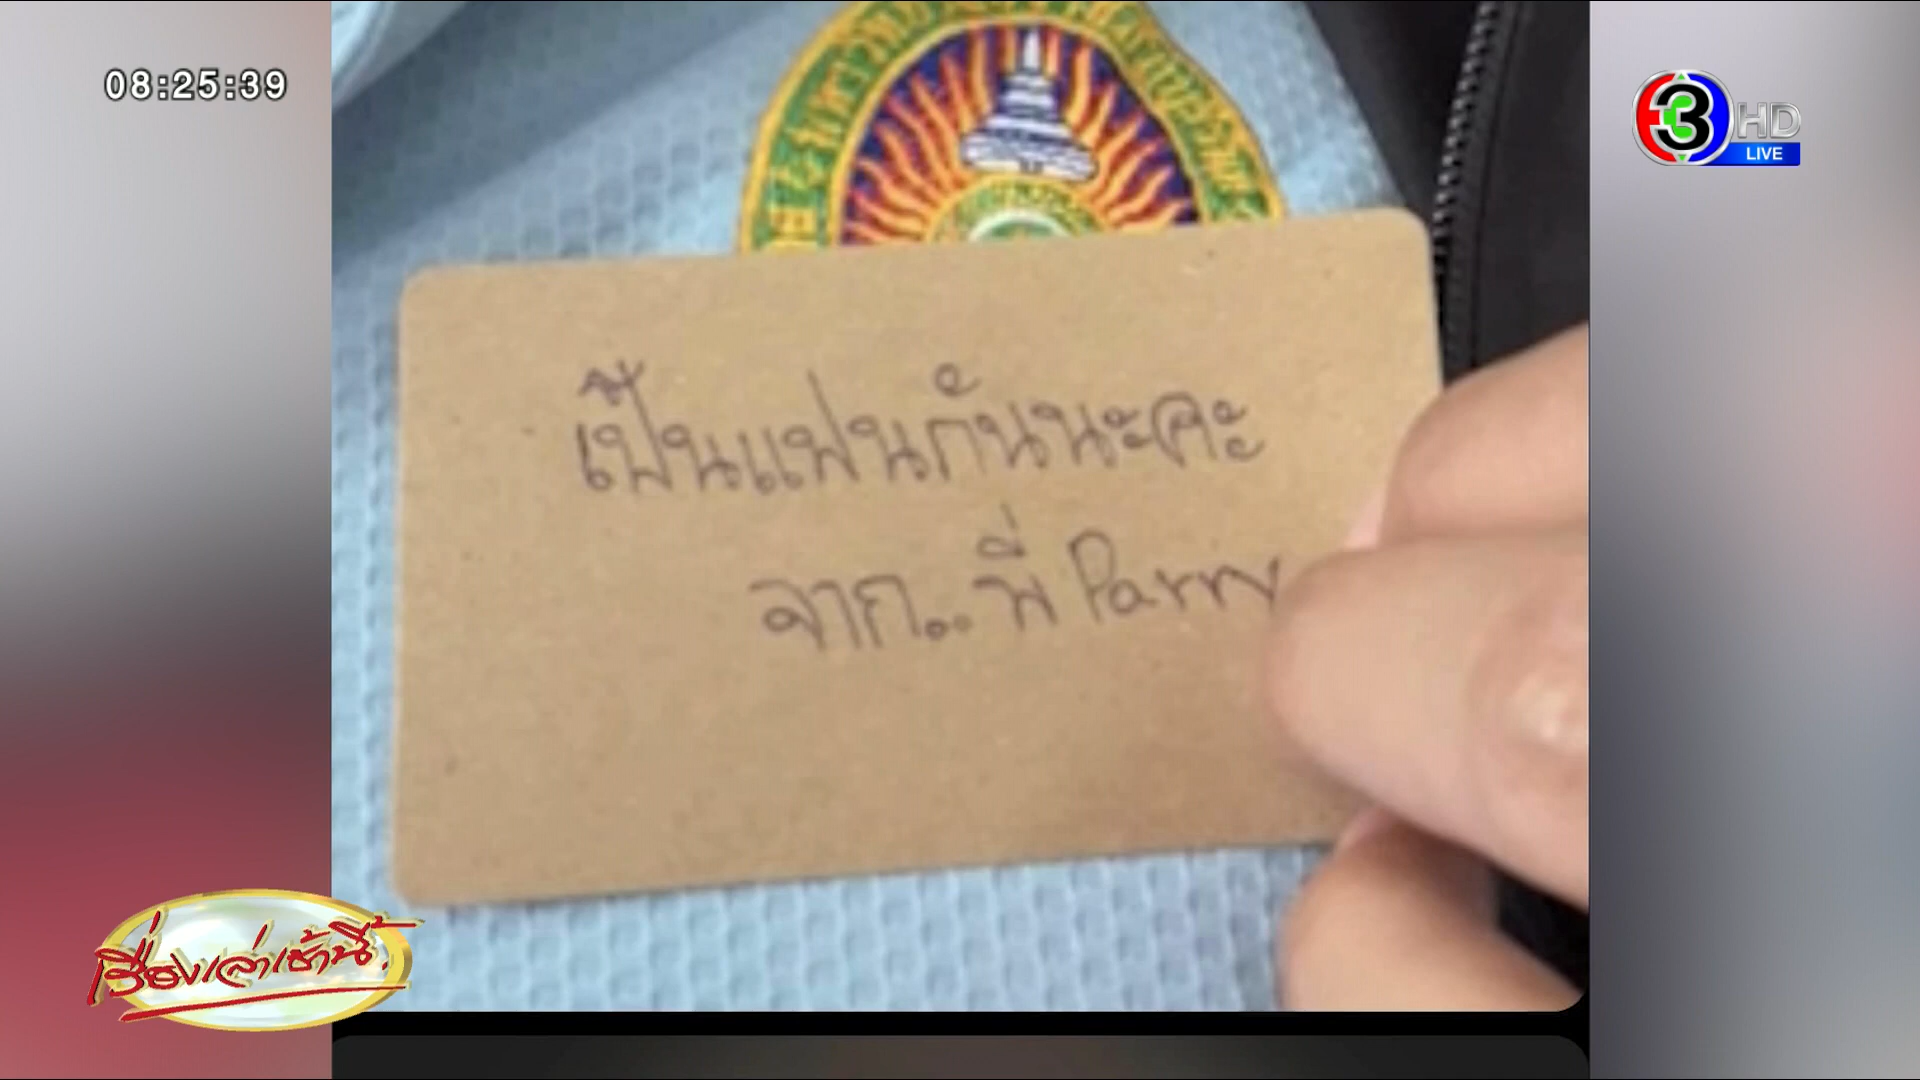 08:25:39
3 HD
LIVE
เป็นแฟนกันนะคะ
จาก.. พี่ Parry
เรื่องเล่าเช้านี้